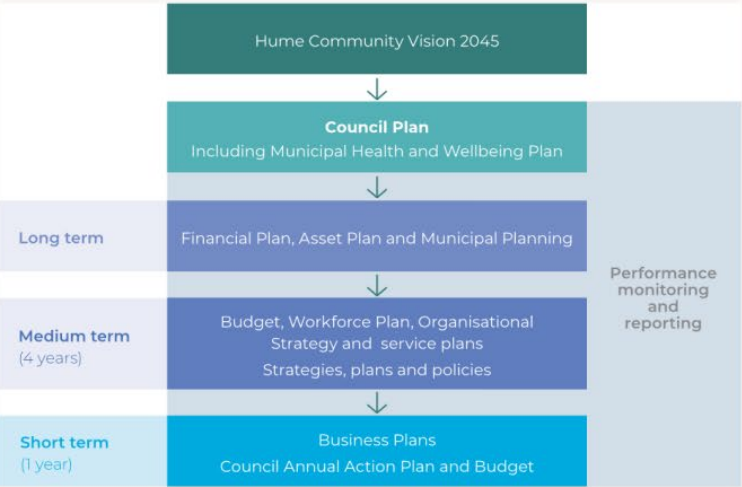 Hume Community Vision 2045
Council Plan
Including Municipal Health and Wellbeing Plan
Long term
Financial Plan, Asset Plan and Municipal Planning
Performance
monitoring
and
reporting
Medium term
(4 years)
Budget, Workforce Plan, Organisational
Strategy and service plans
Strategies, plans and policies
Short term
(1 year)
Business Plans
Council Annual Action Plan and Budget